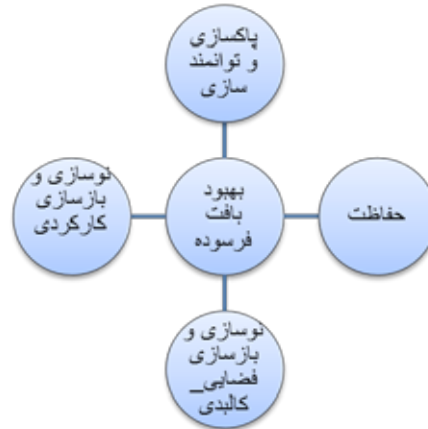 پاکسازی
و توانمند
سازی
نوسازی و
بازسازی
کارکردی
بهبود
بافت
فرسوده
حفاظت
نوسازی و
بازسازی
فضایی_
کالبدی